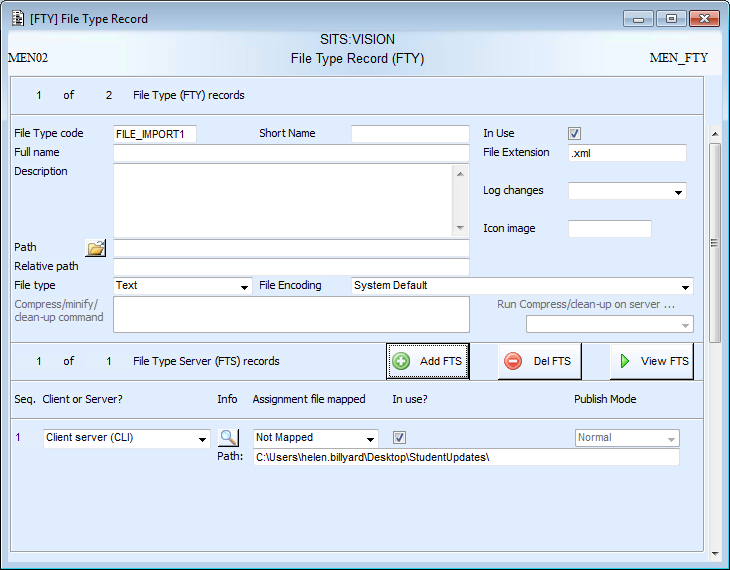 [FTY] File Type Record
SITS:VISION
MEN02 File Type Record (FTY) MEN_FTY
1 of 2 File Type (FTY) records
File Type code FILE_IMPORT1 Short Name In Use
Full name File Extension .xml
Description
Log changes
Icon image
Path
Relative path
File type Text File Encoding System Default
Compress/minify/ Run Compress/clean-up on server ...
clean-up command
1 of 1 File Type Server (FTS) records Add FTS Del FTS View FTS
Seq. Client or Server? Info Assignment file mapped In use? Publish Mode
1 Client server (CLI) Not Mapped Normal
Path: C:\Users\helen.billyard\Desktop\StudentUpdates\